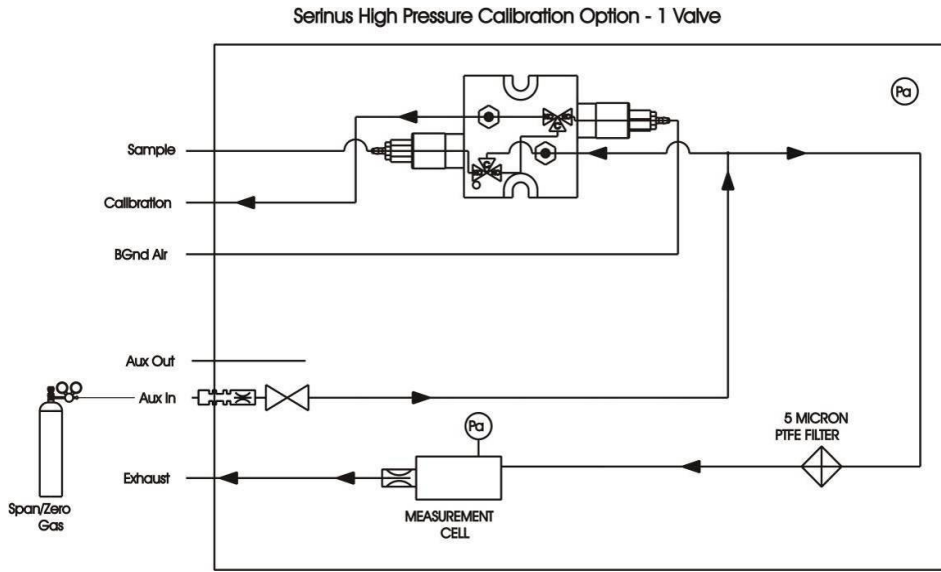 Serinus High Pressure Calibration Option - 1 Valve
Pa
Sample
Calibration
BGnd Air
Aux Out
Aux In
Pa
5 MICRON
PTFE FILTER
Exhaust
Span/Zero
Gas
MEASUREMENT
CELL